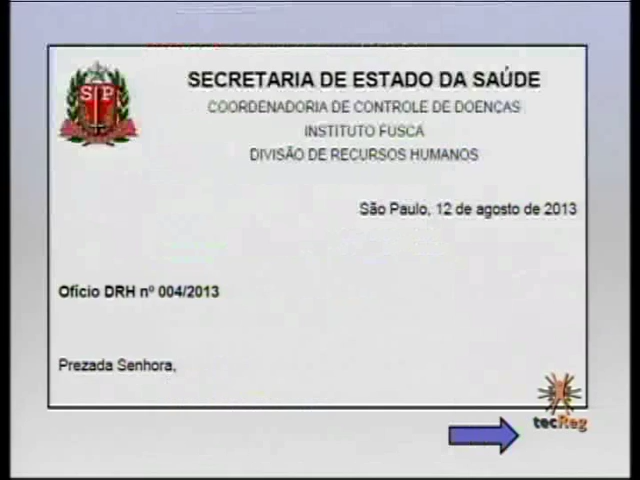 SP
SECRETARIA DE ESTADO DA SAÚDE
COORDENADORIA DE CONTROLE DE DOENÇAS
INSTITUTO FUSCA
DIVISÃO DE RECURSOS HUMANOS
São Paulo, 12 de agosto de 2013
Ofício DRH nº 004/2013
Prezada Senhora,
tecReg